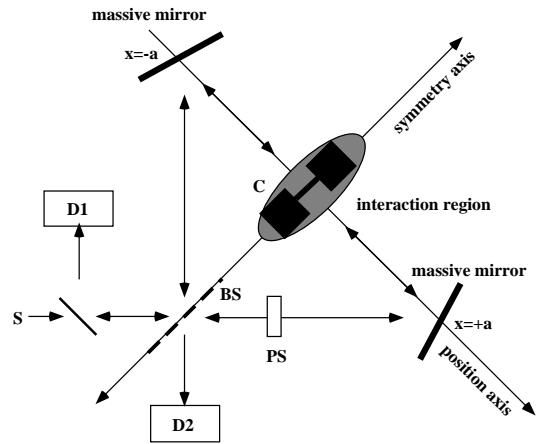 massive mirror
x=-a
symmetry axis
C
D1
interaction region
massive mirror
BS
S
x=+a
PS
position axis
D2